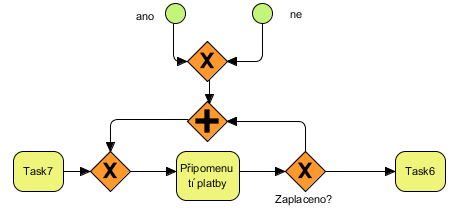 ano
ne
X
Task7
X
Připomenu
tí platby
X
Task6
Zaplaceno?